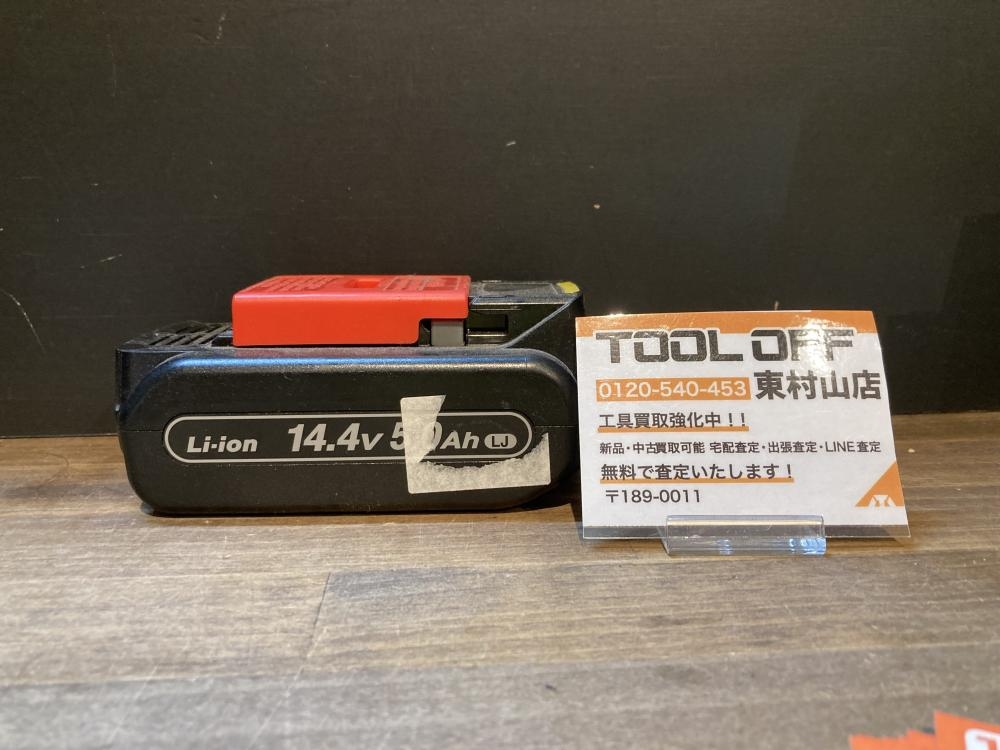 Li-ion 14.4V 5.0Ah LJ
TOOL OFF
0120-540-453 東村山店
工具買取強化中!!
新品・中古買取可能 宅配査定・出張査定・LINE査定
無料で査定いたします!
〒189-0011